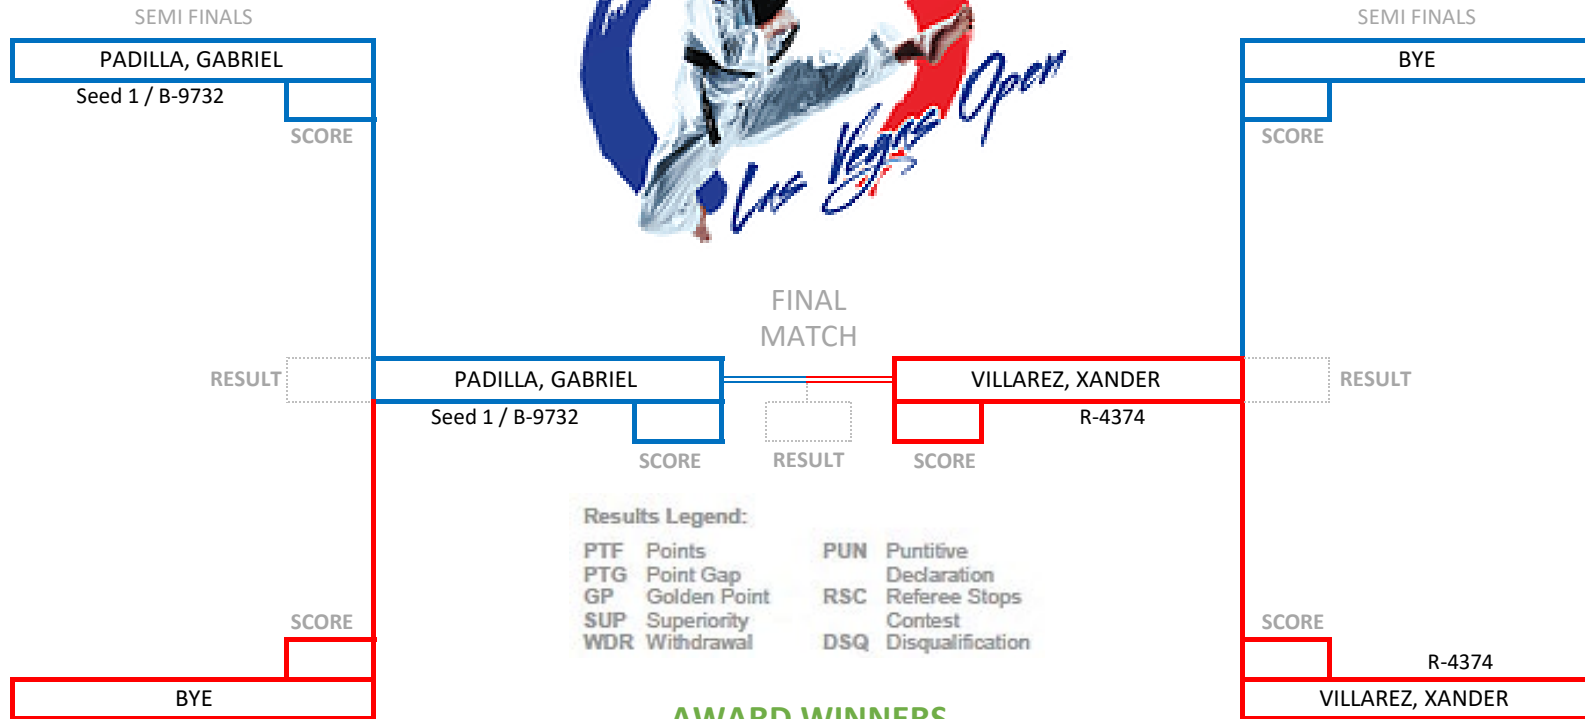 SEMI FINALS
SEMI FINALS
PADILLA, GABRIEL
BYE
Seed 1 / B-9732
SCORE
SCORE
Las Vegas Open
FINAL
MATCH
RESULT
PADILLA, GABRIEL
VILLAREZ, XANDER
RESULT
Seed 1 / B-9732
R-4374
SCORE
RESULT
SCORE
Results Legend:
PTF Points
PTG Point Gap
GP Golden Point
SUP Superiority
WDR Withdrawal
PUN Puntitive
Declaration
RSC Referee Stops
Contest
DSQ Disqualification
SCORE
SCORE
R-4374
BYE
VILLAREZ, XANDER
AWARD WINNERS